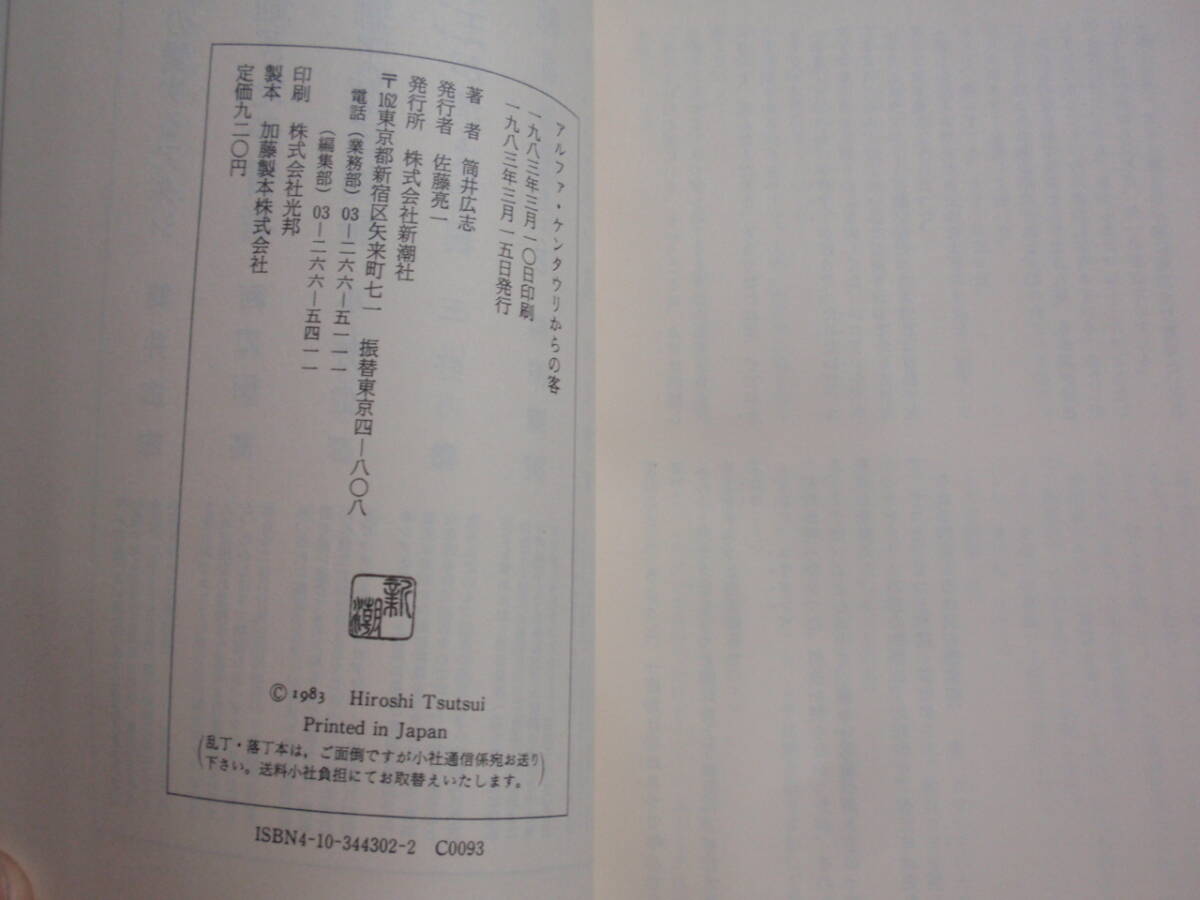 アルファ・ケンタウリからの客
一九八三年三月一〇日印刷
一九八三年三月一五日発行
著者 筒井広志
発行者 佐藤亮一
発行所 株式会社新潮社
〒162東京都新宿区矢来町七一 振替東京四―八〇八
電話(業務部)03―二六六―五一一一
(編集部)03―二六六―五四一一
印刷 株式会社光邦
製本 加藤製本株式会社
定価九二〇円
新潮
© 1983 Hiroshi Tsutsui
Printed in Japan
(乱丁・落丁本は,ご面倒ですが小社通信係宛お送り
下さい。送料小社負担にてお取替えいたします。)
ISBN4-10-344302-2 C0093